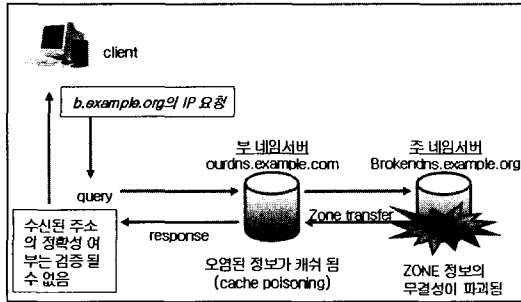 client
b.example.org의 IP 요청
부 네임서버
ourdns.example.com
주 네임서버
Brokendns.example.org
query
Zone transfer
response
수신된 주소
의 정확성 여
부는 검증 될
수 없음
오염된 정보가 캐쉬 됨
(cache poisoning)
ZONE 정보의
무결성이 파괴됨